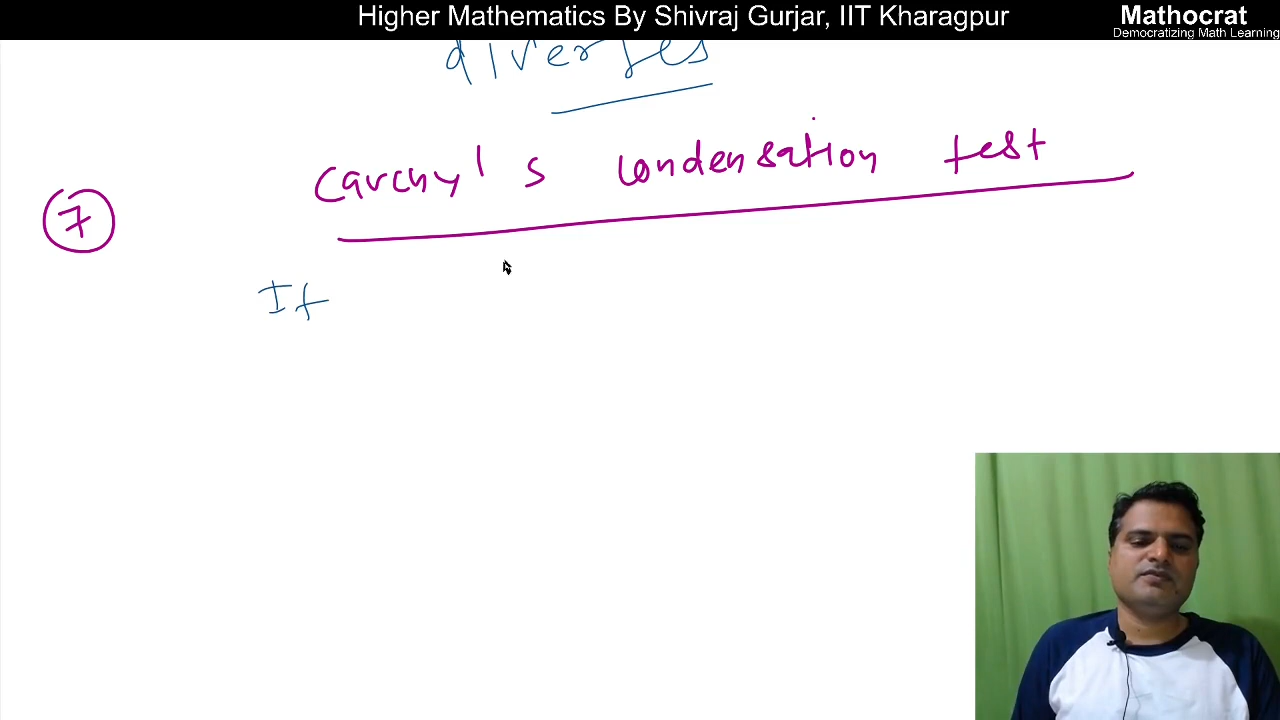 Higher Mathematics By Shivraj Gurjar, IIT Kharagpur
Mathocrat
Democratizing Math Learning
diverges
7
Cauchy's condensation test
If